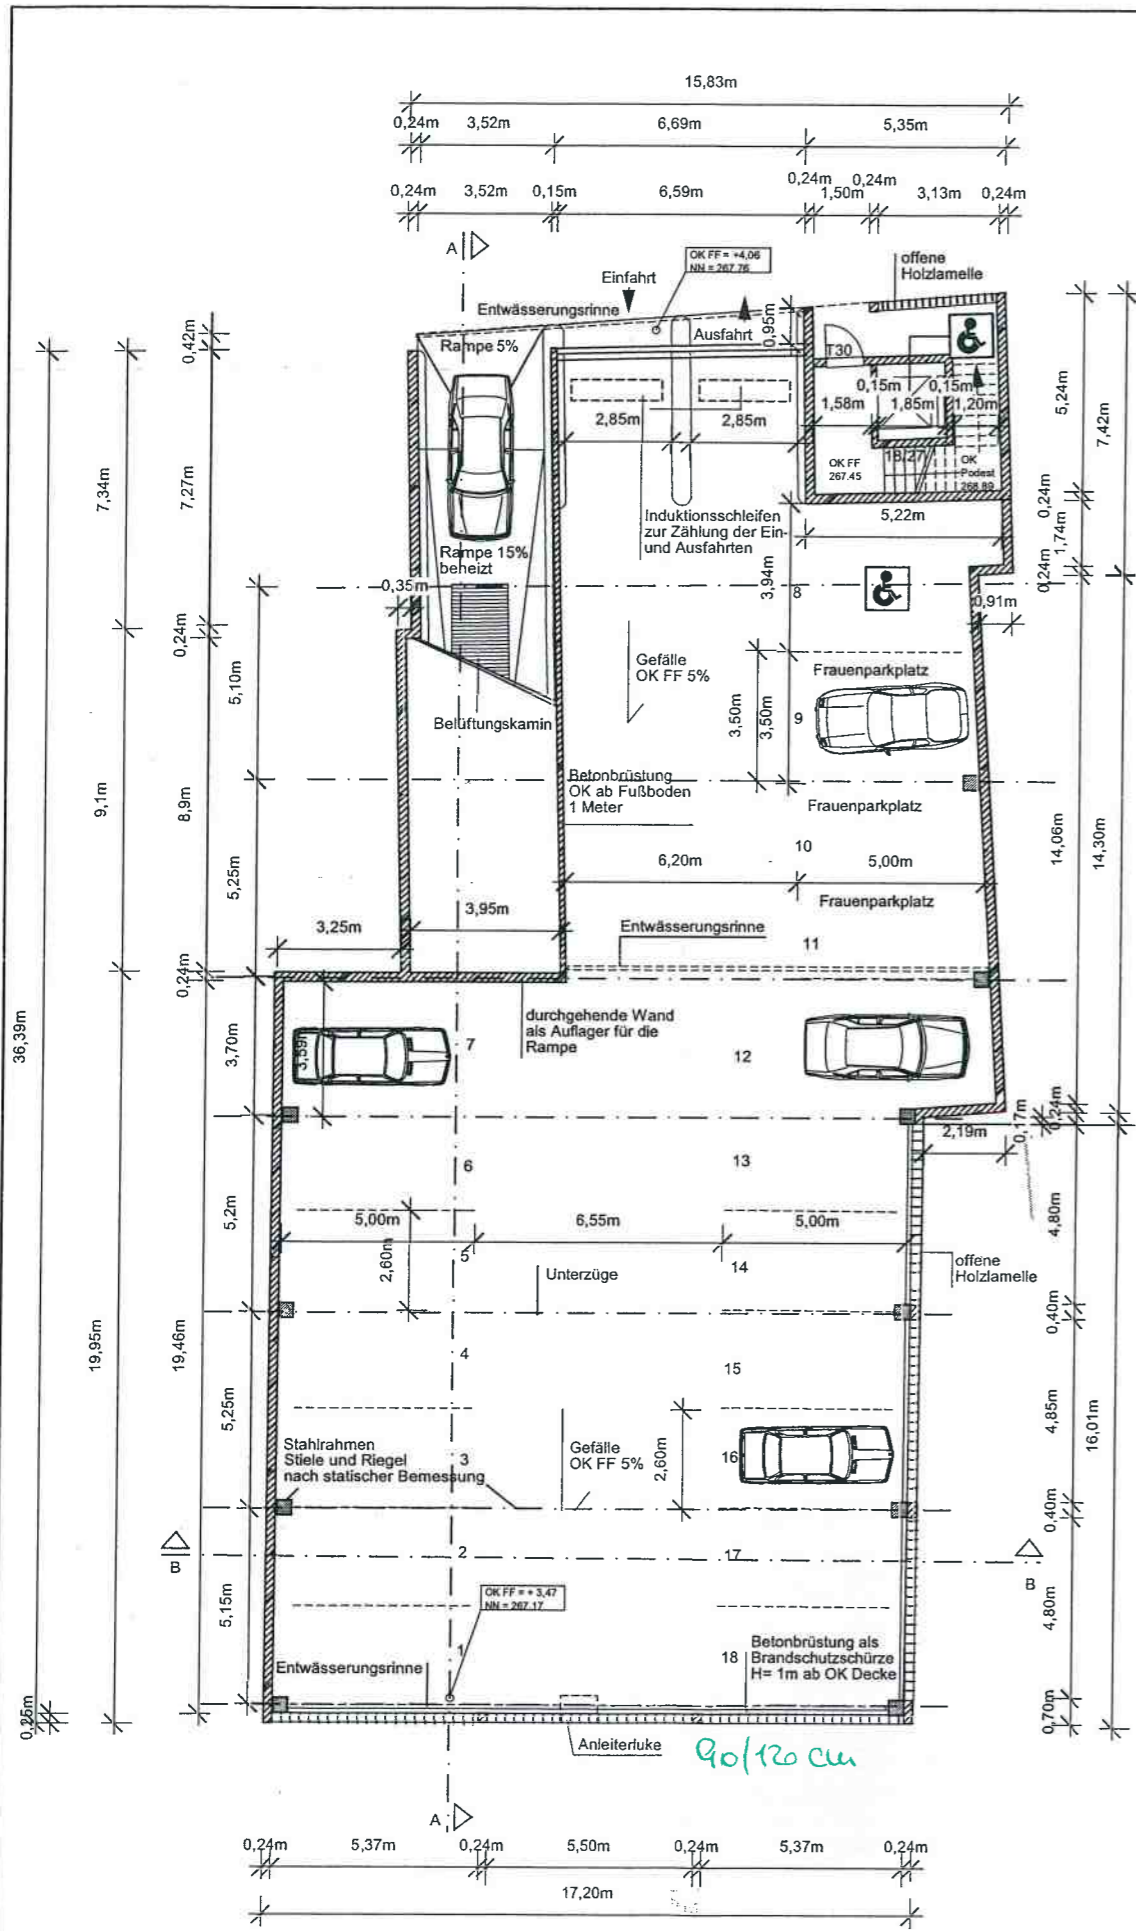 15,83m
0,24m 3,52m 6,69m 5,35m
0,24m 3,52m 0,15m 6,59m 0,24m 1,50m 0,24m 3,13m 0,24m
A
OK FF = +4,06
NN = 267.76
offene
Holzlamelle
Einfahrt
Entwässerungsrinne
Ausfahrt
0,95m
Rampe 5%
T30
0,15m 0,15m
1,58m 1,85m 1,20m
2,85m 2,85m
OK FF
267.45
18/27
OK
Podest
268.89
5,22m
Induktionsschleifen
zur Zählung der Ein-
und Ausfahrten
Rampe 15%
beheizt
0,35m
3,94m
8
0,91m
Gefälle
OK FF 5%
Frauenparkplatz
3,50m
3,50m
9
Belüftungskamin
Betonbrüstung
OK ab Fußboden
1 Meter
Frauenparkplatz
10
6,20m 5,00m
Frauenparkplatz
3,25m 3,95m
Entwässerungsrinne
11
durchgehende Wand
als Auflager für die
Rampe
3,59m
7
12
2,19m
6
13
5,00m 6,55m 5,00m
2,60m
5
14
Unterzüge
offene
Holzlamelle
4
15
Stahlrahmen
Stiele und Riegel
nach statischer Bemessung
3
Gefälle
OK FF 5%
2,60m
16
B
2
17
B
OK FF = + 3,47
NN = 267.17
1
Entwässerungsrinne
18
Betonbrüstung als
Brandschutzschürze
H= 1m ab OK Decke
Anleiterluke
90/120 cm
A
36,39m
0,25m
7,34m
9,1m
19,95m
0,42m
7,27m
0,24m
8,9m
0,24m
19,46m
5,10m
5,25m
3,70m
5,2m
5,25m
5,15m
5,24m
0,24m
1,74m
0,24m
14,06m
0,24m
0,17m
4,80m
0,40m
4,85m
0,40m
4,80m
0,70m
7,42m
14,30m
16,01m
0,24m 5,37m 0,24m 5,50m 0,24m 5,37m 0,24m
17,20m